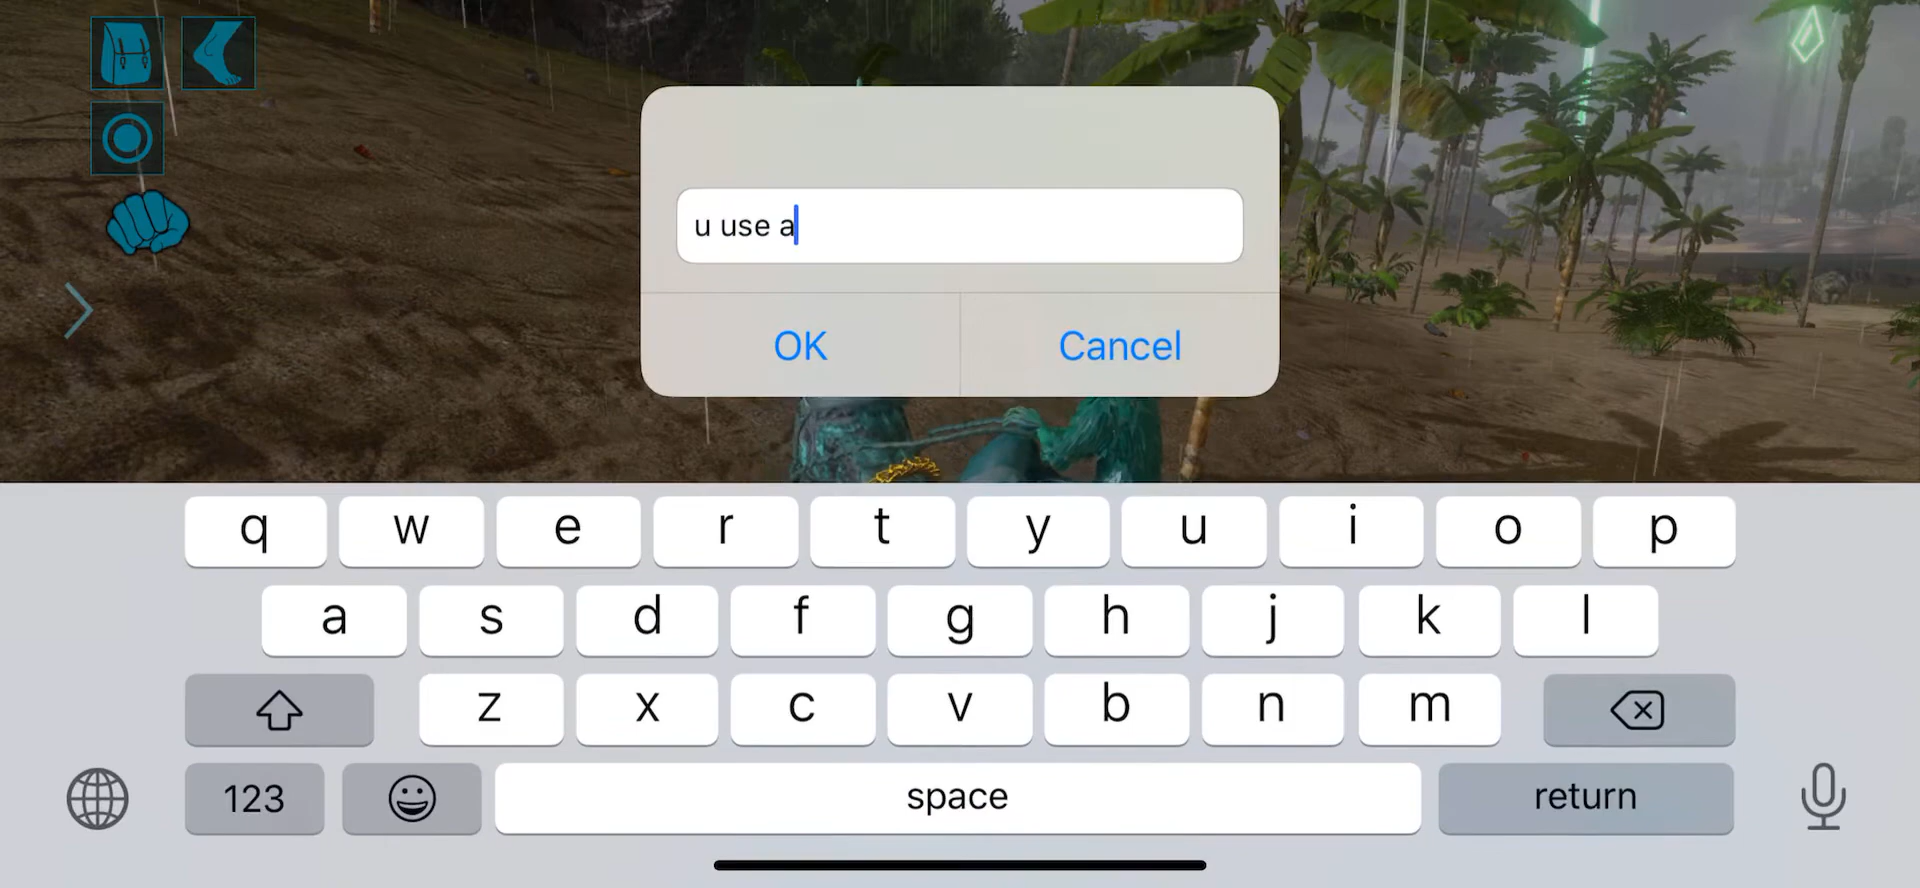 u use a
OK Cancel
q w e r t y u i o p
a s d f g h j k l
z x c v b n m
123 space return